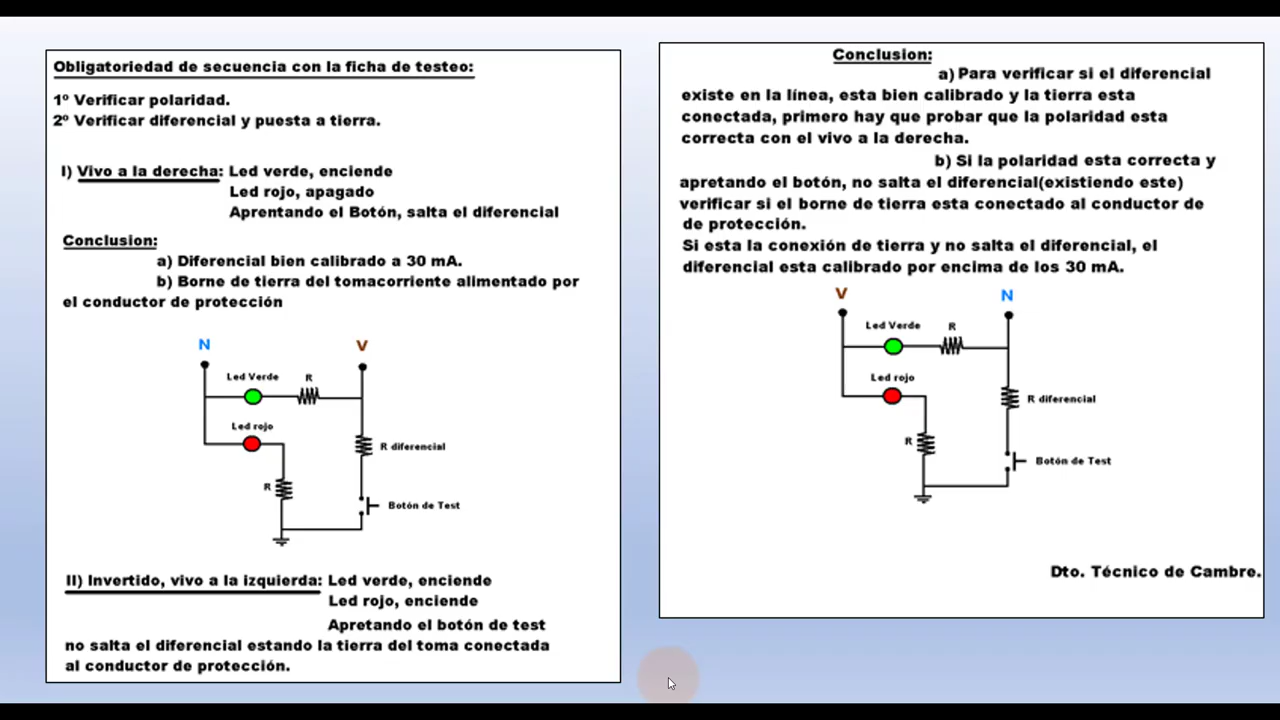 Obligatoriedad de secuencia con la ficha de testeo:
1º Verificar polaridad.
2º Verificar diferencial y puesta a tierra.
I) Vivo a la derecha: Led verde, enciende
Led rojo, apagado
Aprentando el Botón, salta el diferencial
Conclusion:
a) Diferencial bien calibrado a 30 mA.
b) Borne de tierra del tomacorriente alimentado por
el conductor de protección
N
V
Led Verde
R
Led rojo
R diferencial
R
Botón de Test
II) Invertido, vivo a la izquierda: Led verde, enciende
Led rojo, enciende
Apretando el botón de test
no salta el diferencial estando la tierra del toma conectada
al conductor de protección.
Conclusion:
a) Para verificar si el diferencial
existe en la línea, esta bien calibrado y la tierra esta
conectada, primero hay que probar que la polaridad esta
correcta con el vivo a la derecha.
b) Si la polaridad esta correcta y
apretando el botón, no salta el diferencial(existiendo este)
verificar si el borne de tierra esta conectado al conductor de
de protección.
Si esta la conexión de tierra y no salta el diferencial, el
diferencial esta calibrado por encima de los 30 mA.
V
N
Led Verde
R
Led rojo
R diferencial
R
Botón de Test
Dto. Técnico de Cambre.